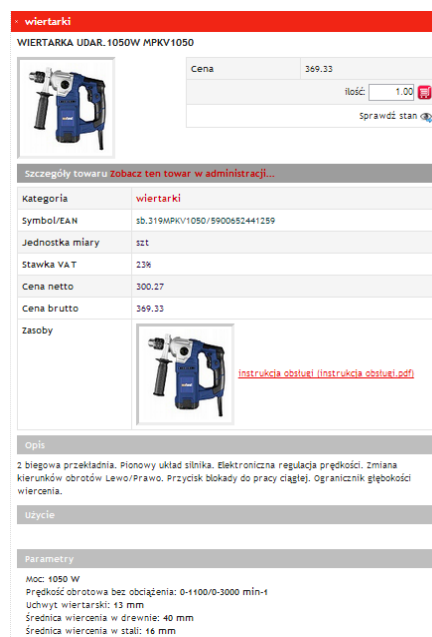 wiertarki
WIERTARKA UDAR.1050W MPKV1050
Cena 369.33
ilość: 1.00
Sprawdź stan
Szczegóły towaru Zobacz ten towar w administracji...
Kategoria wiertarki
Symbol/EAN sb.319MPKV1050/5900652441259
Jednostka miary szt
Stawka VAT 23%
Cena netto 300.27
Cena brutto 369.33
Zasoby
instrukcja obsługi (instrukcja obsługi.pdf)
Opis
2 biegowa przekładnia. Pionowy układ silnika. Elektroniczna regulacja prędkości. Zmiana
kierunków obrotów Lewo/Prawo. Przycisk blokady do pracy ciągłej. Ogranicznik głębokości
wiercenia.
Użycie
Parametry
Moc: 1050 W
Prędkość obrotowa bez obciążenia: 0-1100/0-3000 min-1
Uchwyt wiertarski: 13 mm
Średnica wiercenia w drewnie: 40 mm
Średnica wiercenia w stali: 16 mm